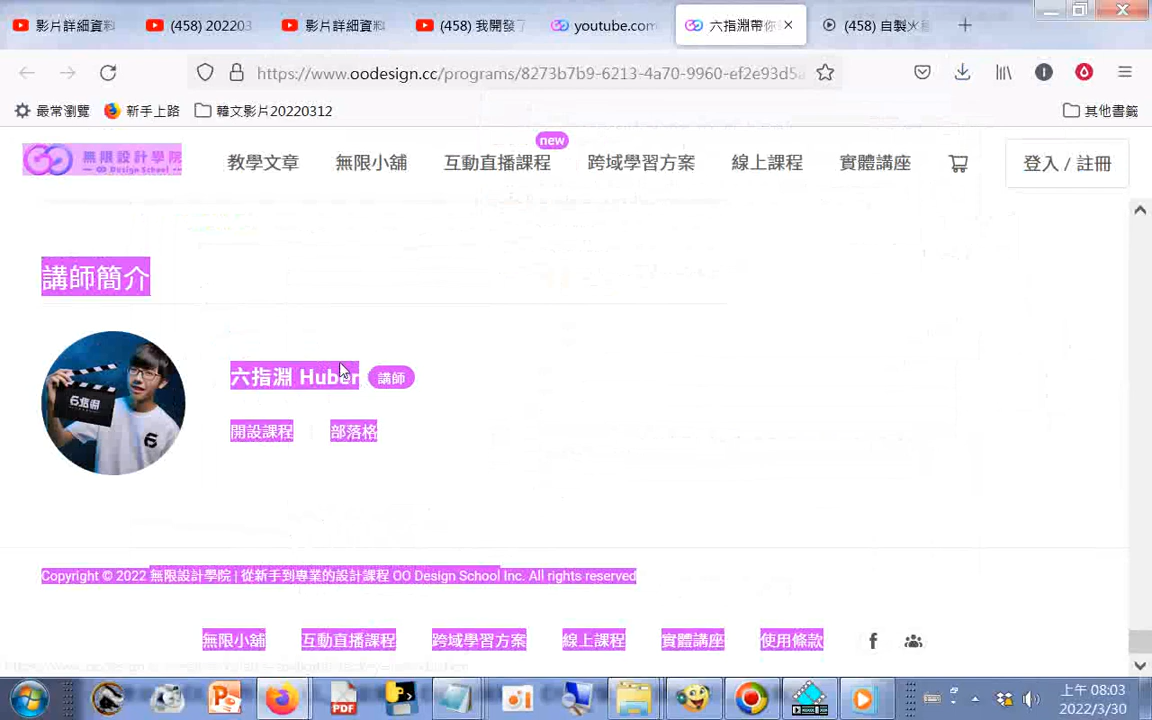 影片詳細資料
(458) 202203
影片詳細資料
(458) 我開發了
youtube.com
六指淵帶你
(458) 自製火
https://www.oodesign.cc/programs/8273b7b9-6213-4a70-9960-ef2e93d5a
最常瀏覽
新手上路
韓文影片20220312
其他書籤
無限設計學院
OO Design School
教學文章
無限小舖
互動直播課程
new
跨域學習方案
線上課程
實體講座
登入 / 註冊
講師簡介
六指淵
6
六指淵 Huber
講師
開設課程
部落格
Copyright © 2022 無限設計學院 | 從新手到專業的設計課程 OO Design School Inc. All rights reserved
無限小舖
互動直播課程
跨域學習方案
線上課程
實體講座
使用條款
PDF
上午 08:03
2022/3/30